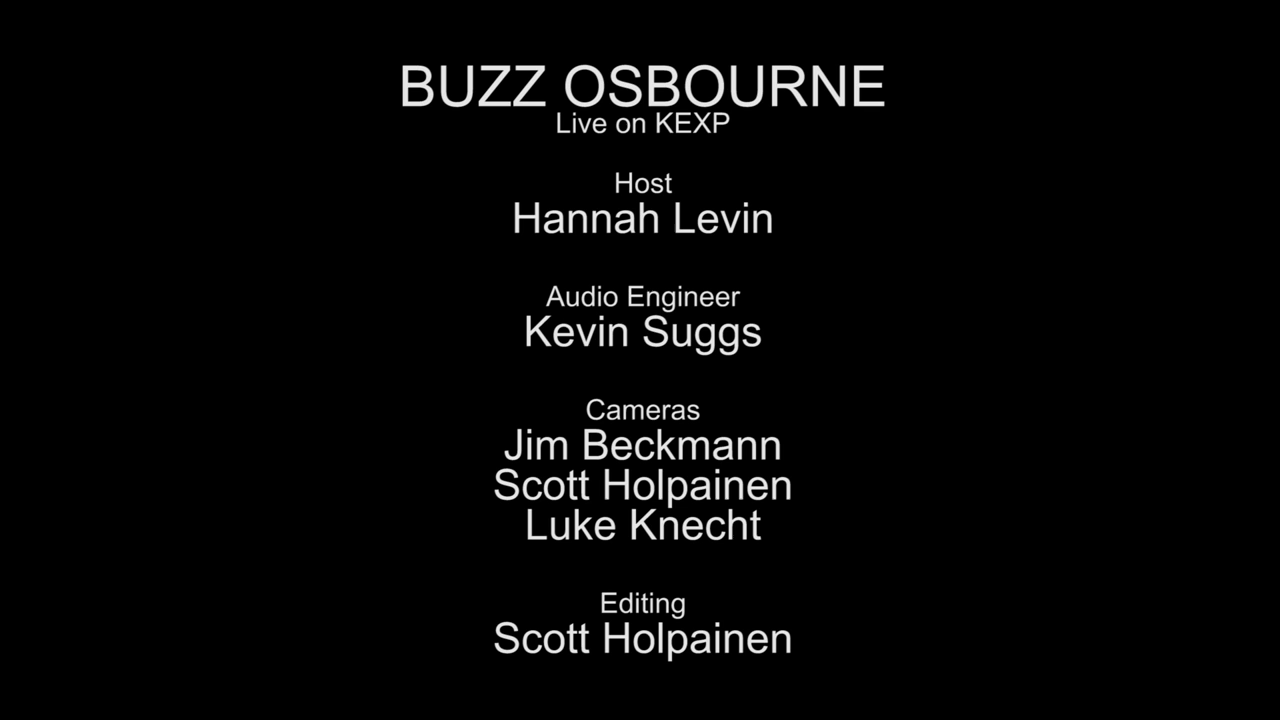 BUZZ OSBOURNE
Live on KEXP
Host
Hannah Levin
Audio Engineer
Kevin Suggs
Cameras
Jim Beckmann
Scott Holpainen
Luke Knecht
Editing
Scott Holpainen